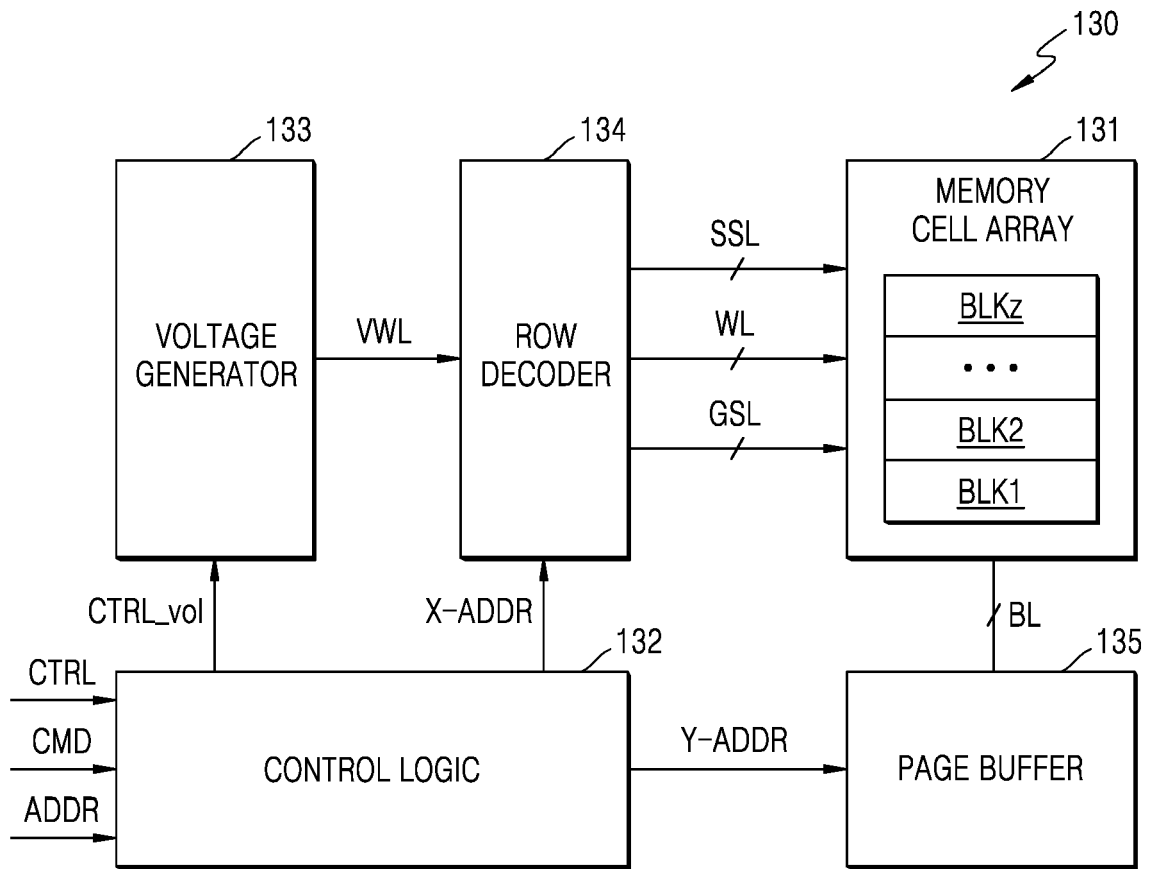 130
133
134
131
MEMORY
CELL ARRAY
SSL
BLKz
VOLTAGE
GENERATOR
VWL
ROW
DECODER
WL
•••
GSL
BLK2
BLK1
CTRL_vol
X-ADDR
BL
132
135
CTRL
CMD
CONTROL LOGIC
Y-ADDR
PAGE BUFFER
ADDR